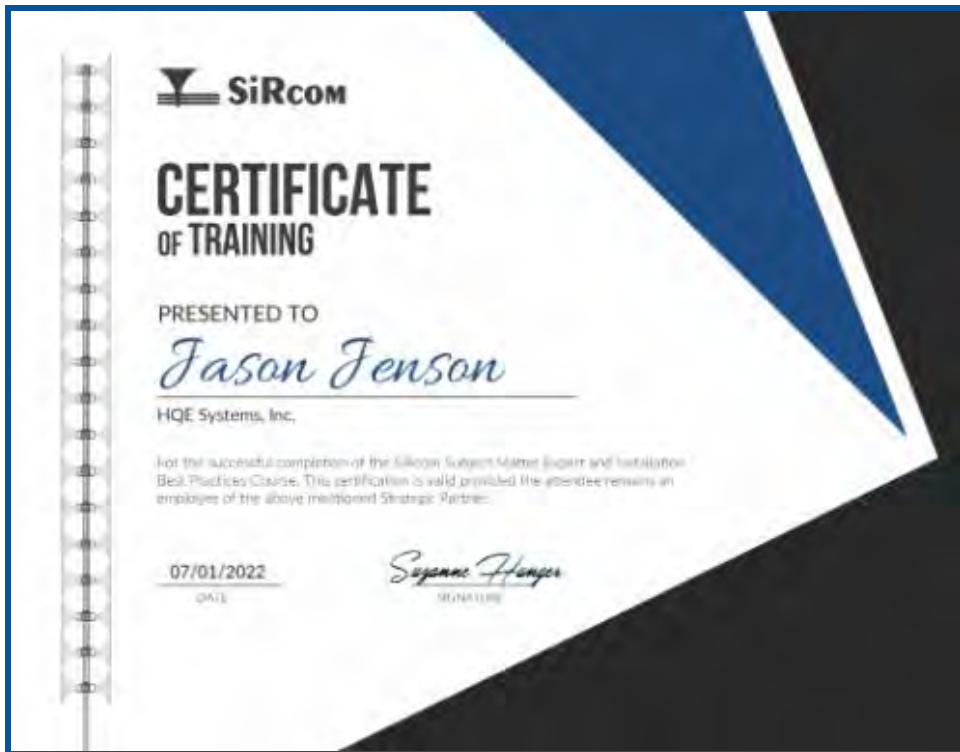 SiRCOM
CERTIFICATE
OF TRAINING
PRESENTED TO
Jason Jenson
HQE Systems, Inc.
For the successful completion of the SiRcom Subject Matter Expert and Installation
Best Practices Course. This certification is valid provided the attendee remains an
employee of the above mentioned Strategic Partner.
07/01/2022
DATE
Suzanne Hunger
SIGNATURE